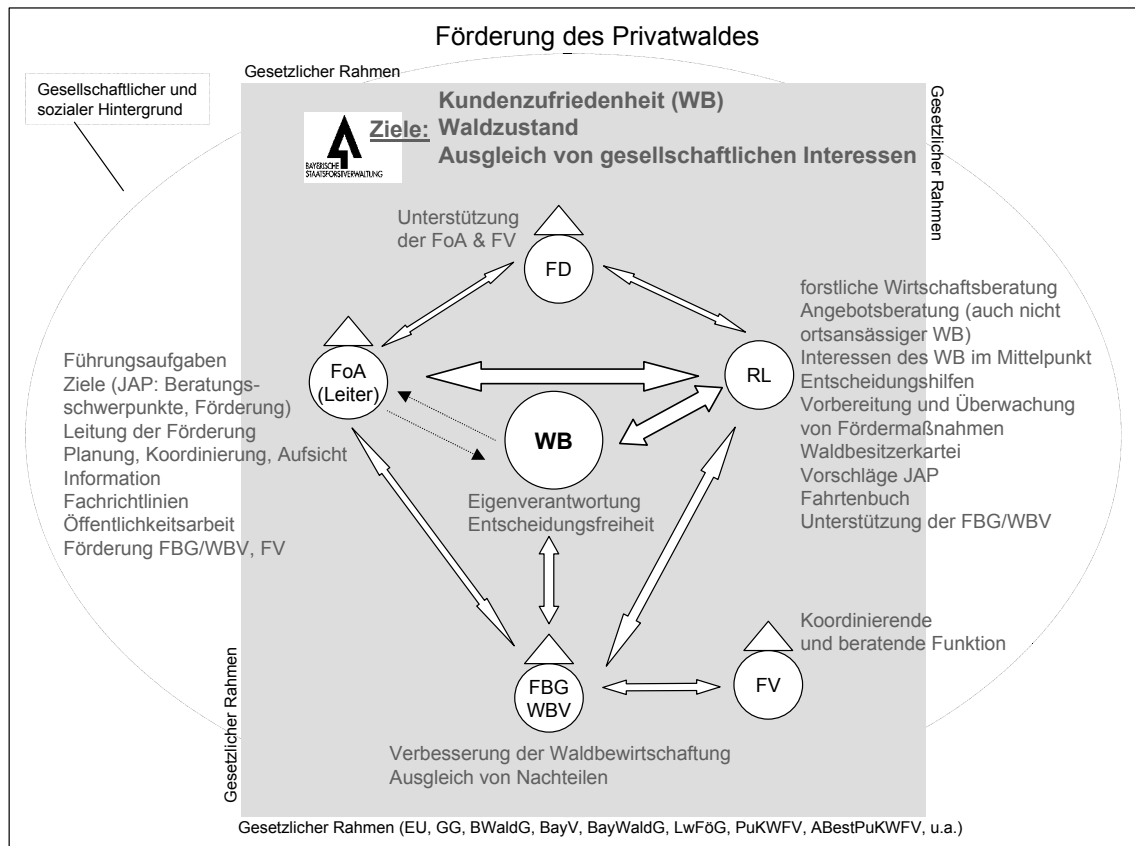 Förderung des Privatwaldes
Gesetzlicher Rahmen
Gesellschaftlicher und
sozialer Hintergrund
Gesetzlicher Rahmen
Kundenzufriedenheit (WB)
Ziele: Waldzustand
Ausgleich von gesellschaftlichen Interessen
BAYERISCHE
STAATSFORSTVERWALTUNG
Unterstützung
der FoA & FV
FD
FoA
(Leiter)
RL
WB
Eigenverantwortung
Entscheidungsfreiheit
Führungsaufgaben
Ziele (JAP: Beratungs-
schwerpunkte, Förderung)
Leitung der Förderung
Planung, Koordinierung, Aufsicht
Information
Fachrichtlinien
Öffentlichkeitsarbeit
Förderung FBG/WBV, FV
forstliche Wirtschaftsberatung
Angebotsberatung (auch nicht
ortsansässiger WB)
Interessen des WB im Mittelpunkt
Entscheidungshilfen
Vorbereitung und Überwachung
von Fördermaßnahmen
Waldbesitzerkartei
Vorschläge JAP
Fahrtenbuch
Unterstützung der FBG/WBV
Koordinierende
und beratende Funktion
FBG
WBV
FV
Verbesserung der Waldbewirtschaftung
Ausgleich von Nachteilen
Gesetzlicher Rahmen
Gesetzlicher Rahmen (EU, GG, BWaldG, BayV, BayWaldG, LwFöG, PuKWFV, ABestPuKWFV, u.a.)